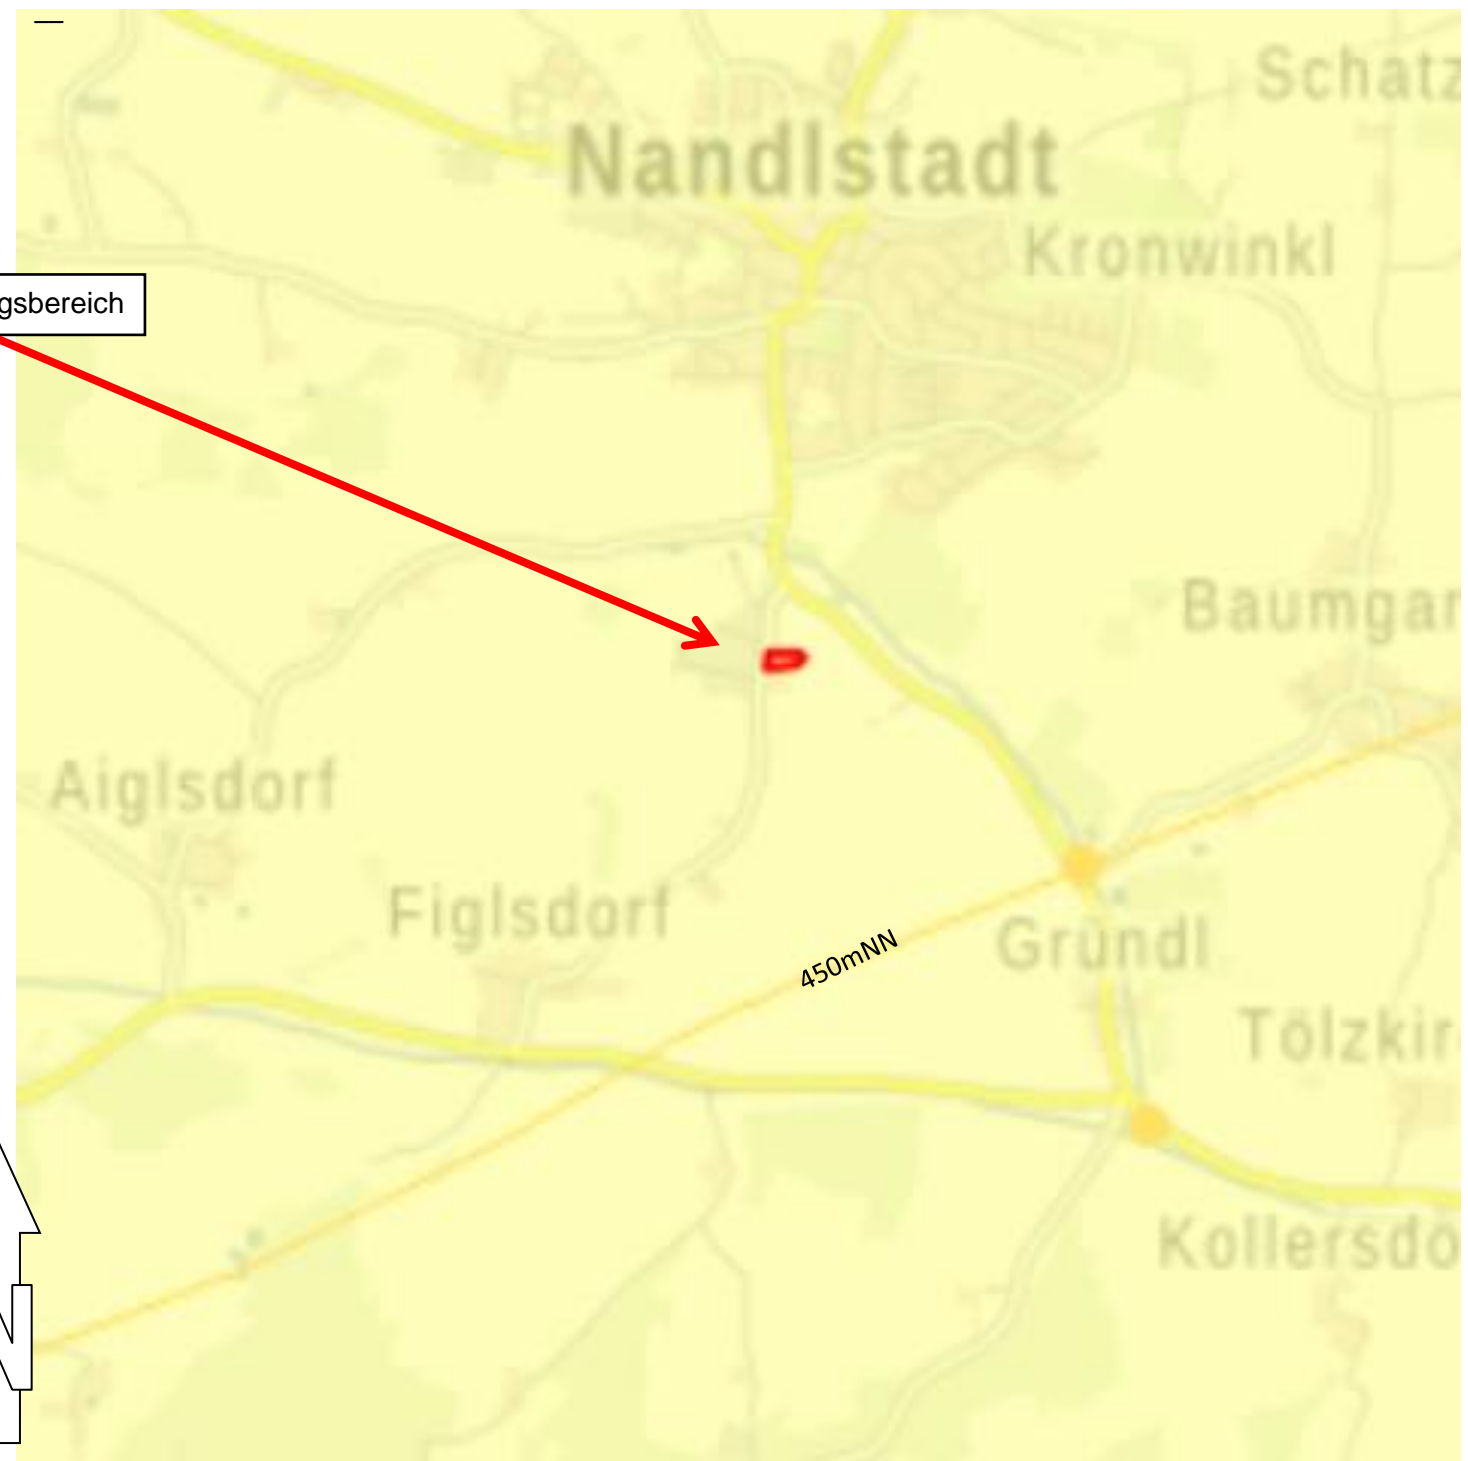 Schatz
Nandlstadt
Kronwinkl
gsbereich
Baumgar
Aiglsdorf
Figlsdorf
450mNN
Gründl
Tölzkir
Kollersdo
N